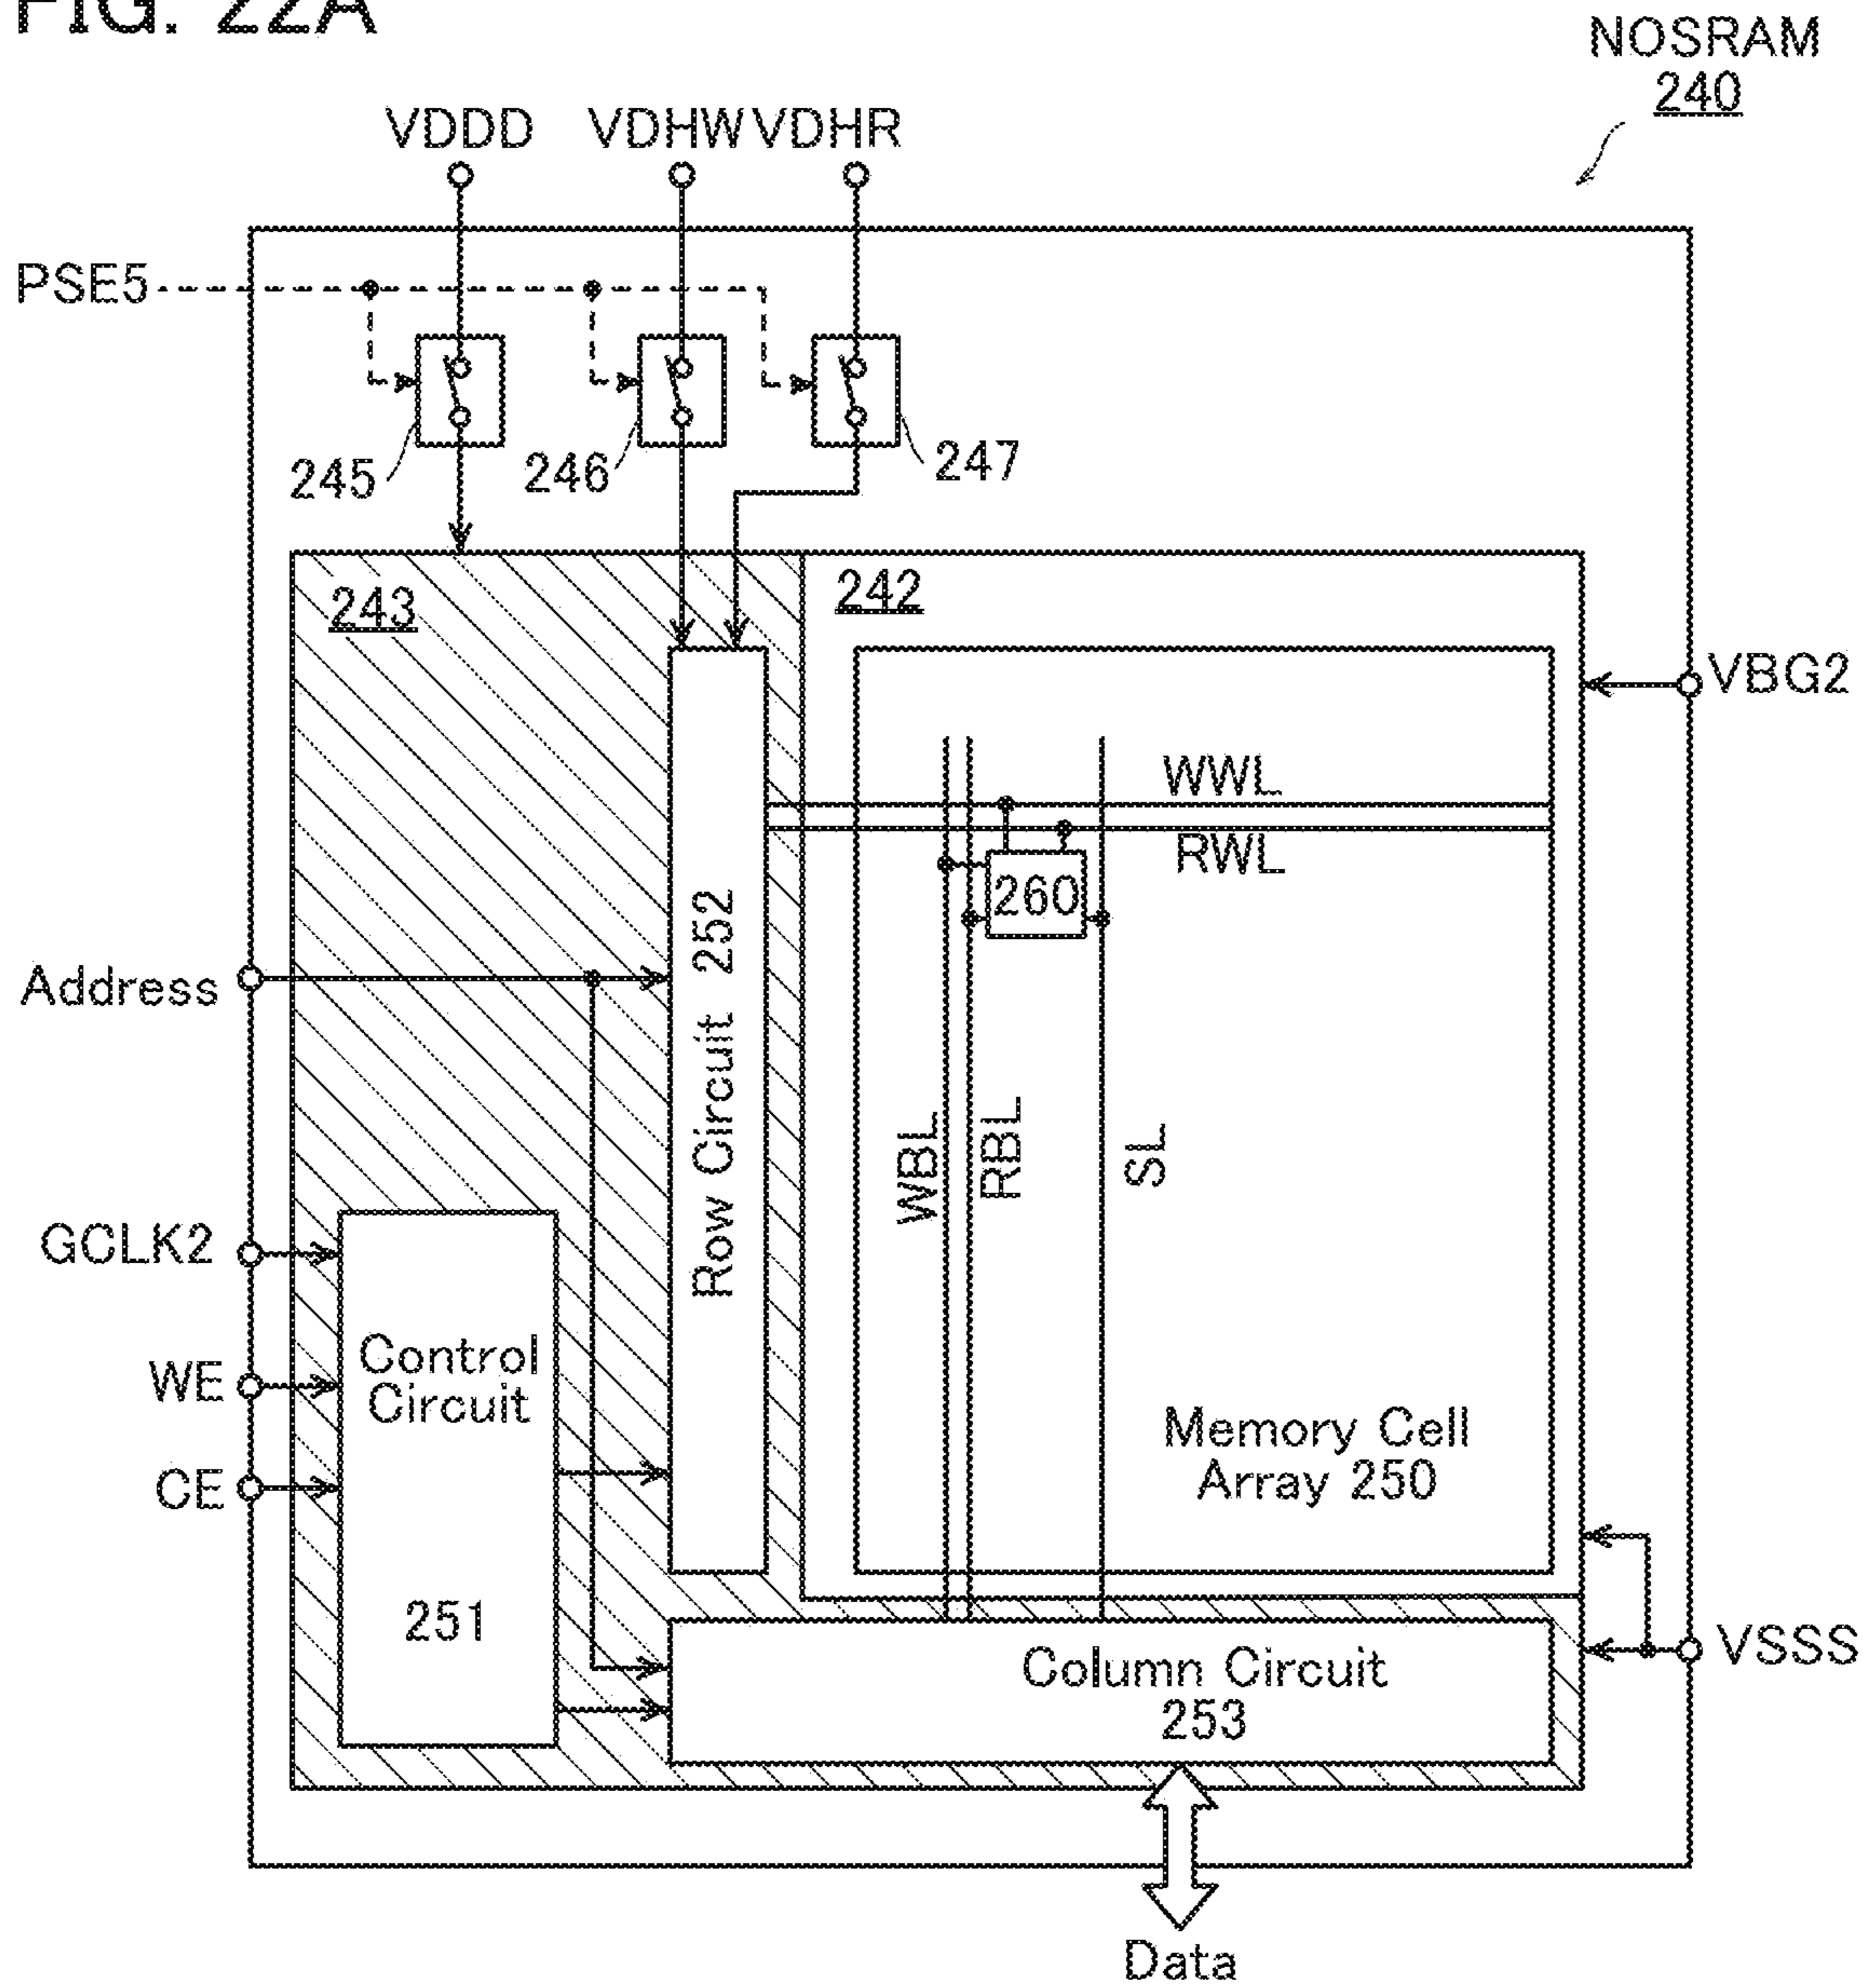 FIG. 22A
NOSRAM
240
VDDD
VDHW
VDHR
PSE5
245
246
247
243
242
VBG2
WWL
RWL
260
Address
Row Circuit 252
WBL
RBL
SL
GCLK2
WE
CE
Control
Circuit
251
Memory Cell
Array 250
VSSS
Column Circuit
253
Data